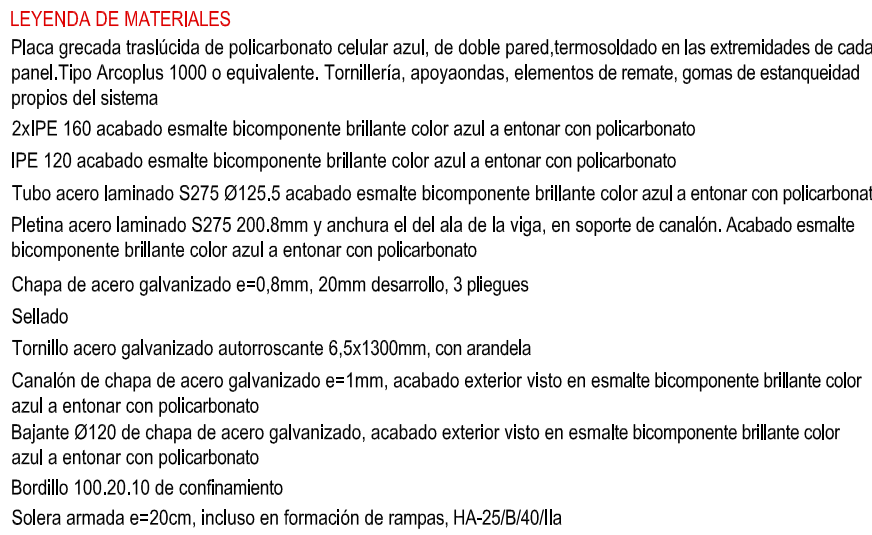 LEYENDA DE MATERIALES
Placa grecada traslúcida de policarbonato celular azul, de doble pared,termosoldado en las extremidades de cada
panel.Tipo Arcoplus 1000 o equivalente. Tornillería, apoyaondas, elementos de remate, gomas de estanqueidad
propios del sistema
2xIPE 160 acabado esmalte bicomponente brillante color azul a entonar con policarbonato
IPE 120 acabado esmalte bicomponente brillante color azul a entonar con policarbonato
Tubo acero laminado S275 Ø125.5 acabado esmalte bicomponente brillante color azul a entonar con policarbonat
Pletina acero laminado S275 200.8mm y anchura el del ala de la viga, en soporte de canalón. Acabado esmalte
bicomponente brillante color azul a entonar con policarbonato
Chapa de acero galvanizado e=0,8mm, 20mm desarrollo, 3 pliegues
Sellado
Tornillo acero galvanizado autorroscante 6,5x1300mm, con arandela
Canalón de chapa de acero galvanizado e=1mm, acabado exterior visto en esmalte bicomponente brillante color
azul a entonar con policarbonato
Bajante Ø120 de chapa de acero galvanizado, acabado exterior visto en esmalte bicomponente brillante color
azul a entonar con policarbonato
Bordillo 100.20.10 de confinamiento
Solera armada e=20cm, incluso en formación de rampas, HA-25/B/40/IIa